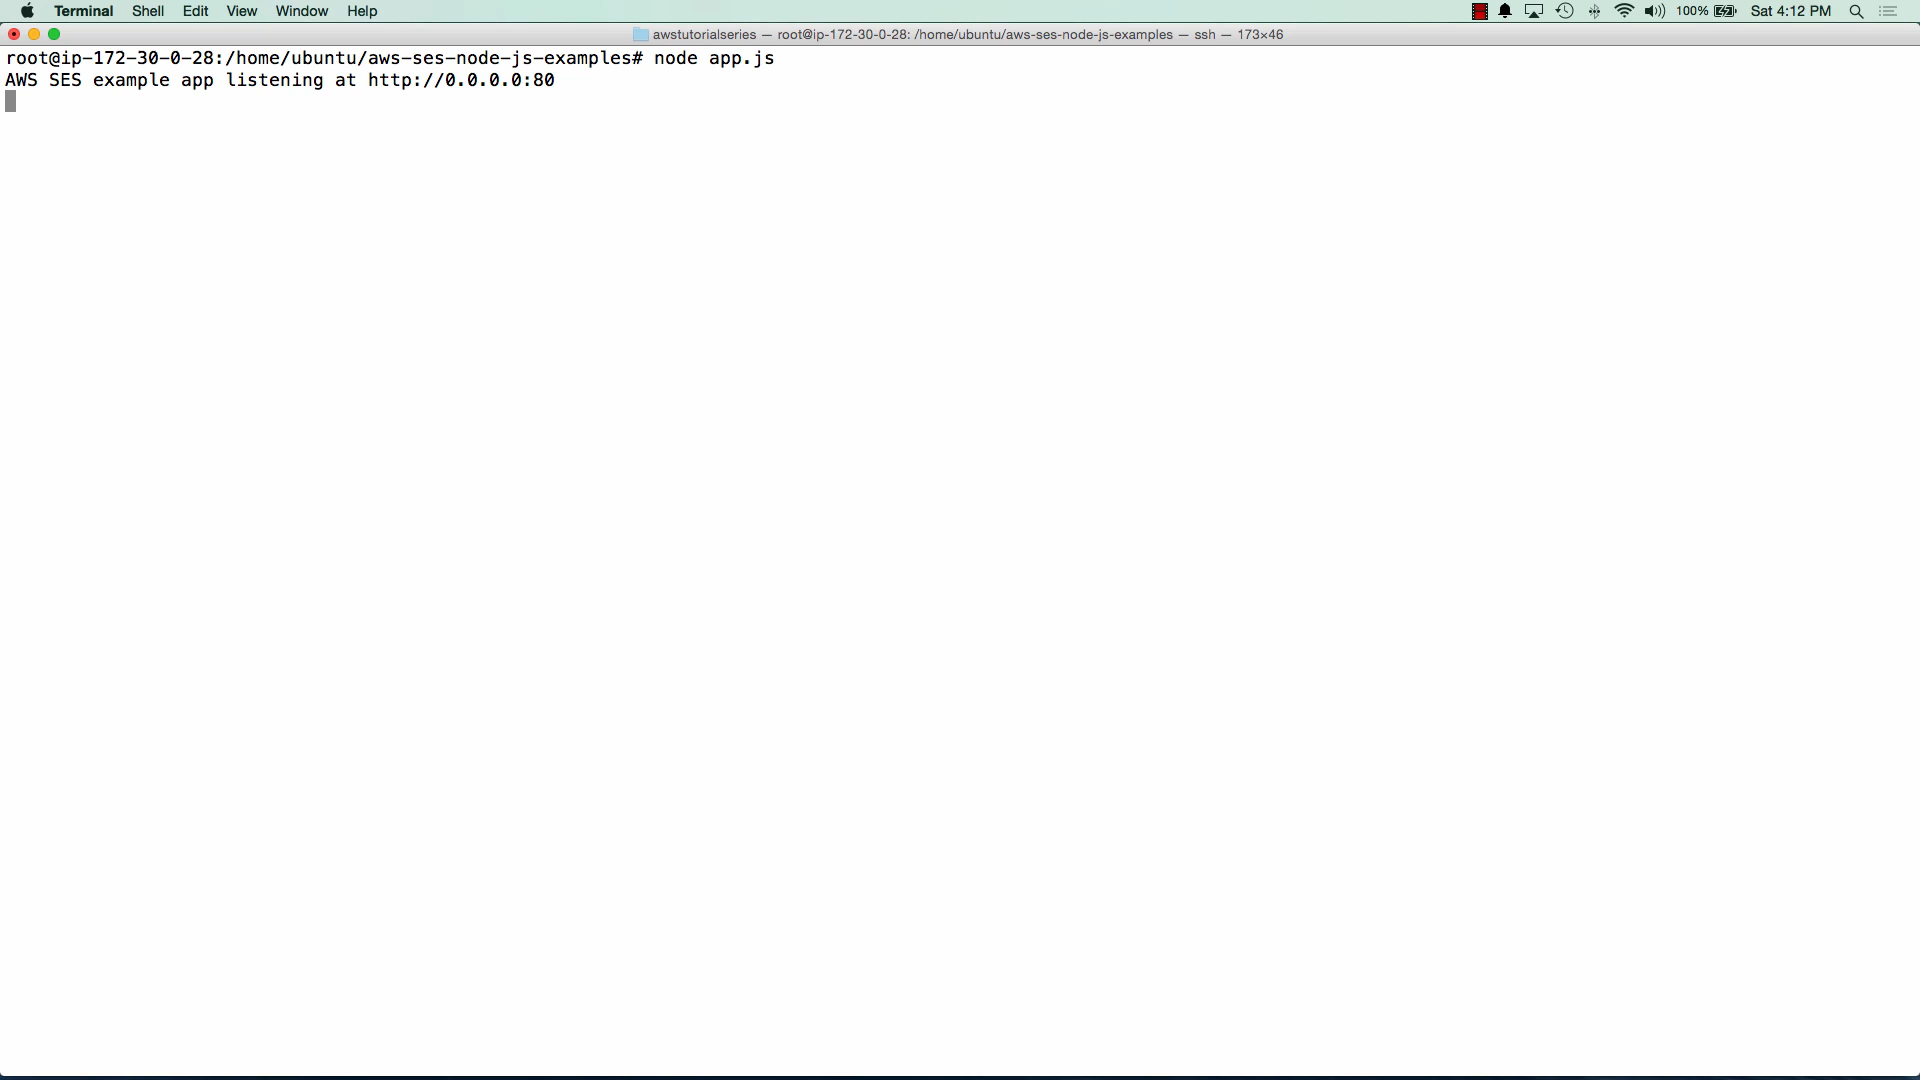 Terminal Shell Edit View Window Help 100% Sat 4:12 PM
awstutorialseries — root@ip-172-30-0-28: /home/ubuntu/aws-ses-node-js-examples — ssh — 173×46
root@ip-172-30-0-28:/home/ubuntu/aws-ses-node-js-examples# node app.js
AWS SES example app listening at http://0.0.0.0:80